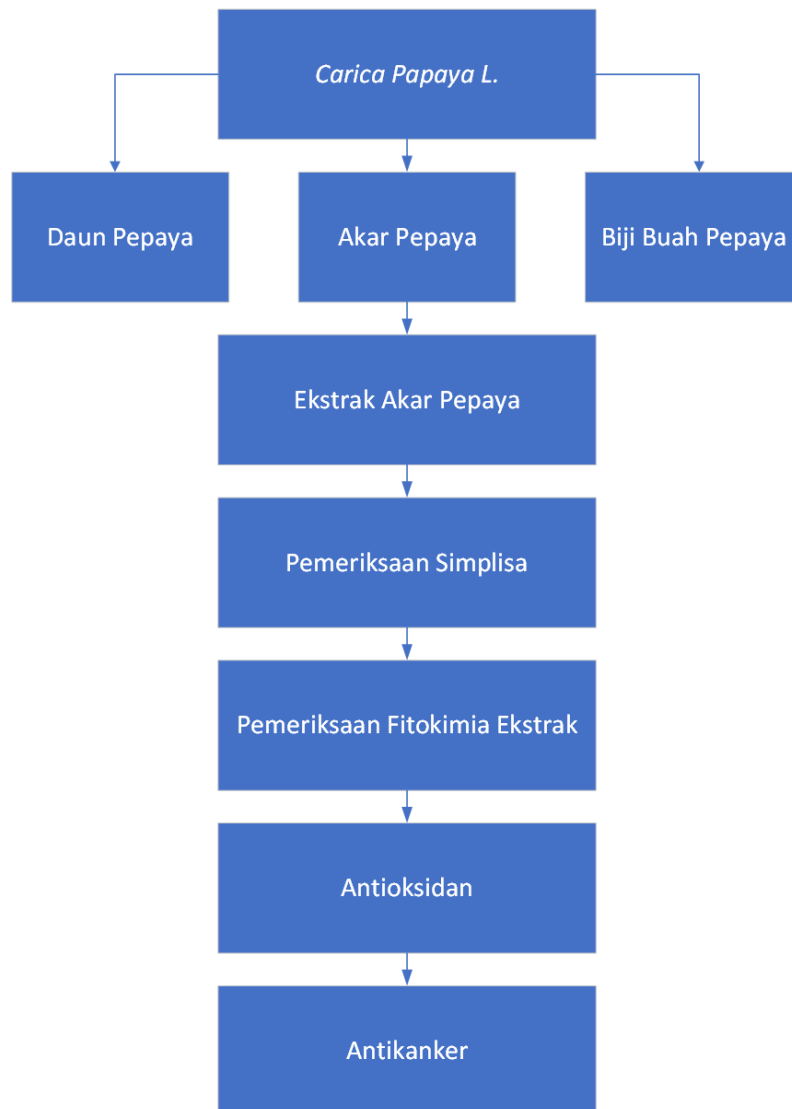 Carica Papaya L.
Daun Pepaya
Akar Pepaya
Biji Buah Pepaya
Ekstrak Akar Pepaya
Pemeriksaan Simplisa
Pemeriksaan Fitokimia Ekstrak
Antioksidan
Antikanker